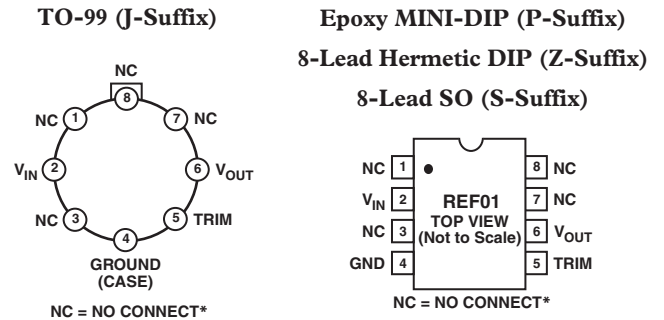 TO-99 (J-Suffix)
NC
8
NC 1
7 NC
VIN 2
6 VOUT
NC 3
5 TRIM
4
GROUND
(CASE)
NC = NO CONNECT*
Epoxy MINI-DIP (P-Suffix)
8-Lead Hermetic DIP (Z-Suffix)
8-Lead SO (S-Suffix)
NC 1
8 NC
VIN 2
REF01
7 NC
TOP VIEW
NC 3
(Not to Scale)
6 VOUT
GND 4
5 TRIM
NC = NO CONNECT*